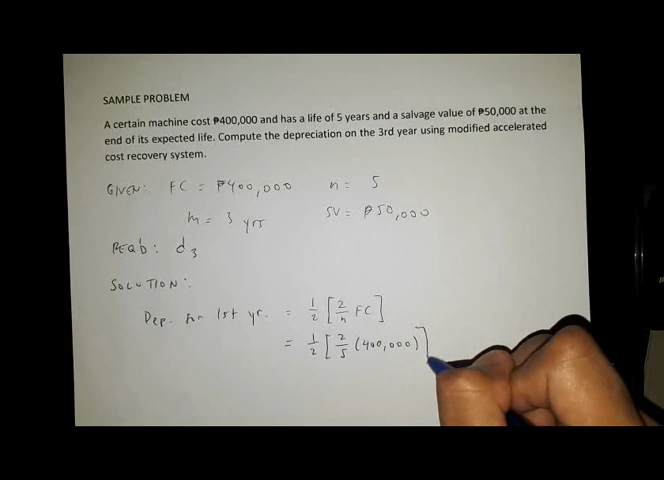 SAMPLE PROBLEM
A certain machine cost ₱400,000 and has a life of 5 years and a salvage value of ₱50,000 at the
end of its expected life. Compute the depreciation on the 3rd year using modified accelerated
cost recovery system.
GIVEN: FC = ₱400,000 n = 5
m = 3 yrs SV = ₱50,000
REQ'D: d3
SOLUTION:
Dep. for 1st yr. = 1/2 [2/n FC]
= 1/2 [2/5 (400,000)]